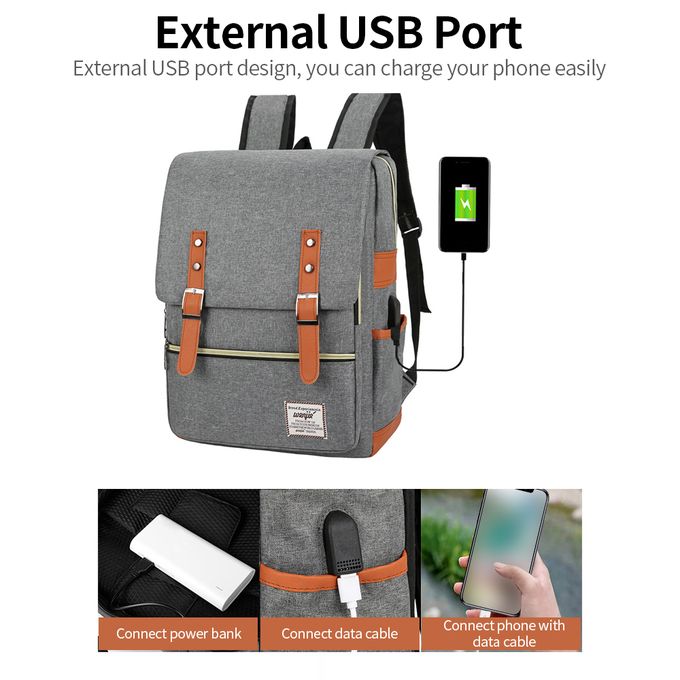 External USB Port
External USB port design, you can charge your phone easily
wanjia
Connect power bank
Connect data cable
Connect phone with
data cable